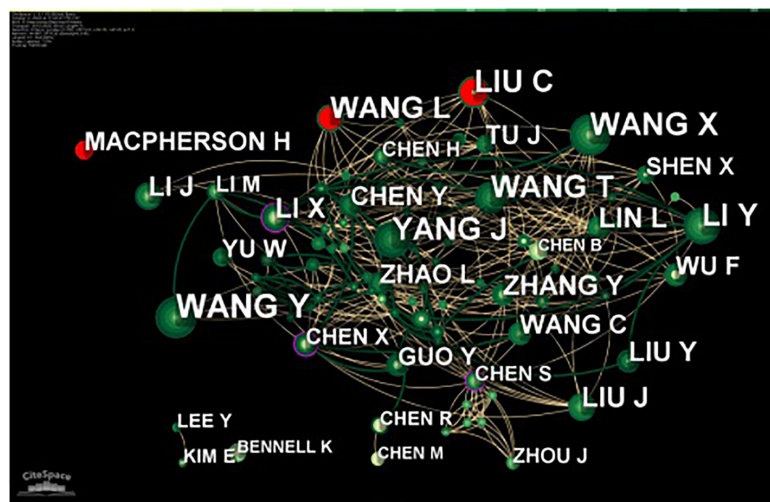 LIU C
WANG L
WANG X
MACPHERSON H
TU J
CHEN H
SHEN X
LI J
LI M
CHEN Y
WANG T
LI X
LIN L
LI Y
YANG J
CHEN B
YU W
ZHAO L
WU F
ZHANG Y
WANG Y
WANG C
CHEN X
GUO Y
LIU Y
CHEN S
LIU J
LEE Y
CHEN R
BENNELL K
KIM E
CHEN M
ZHOU J
CiteSpace